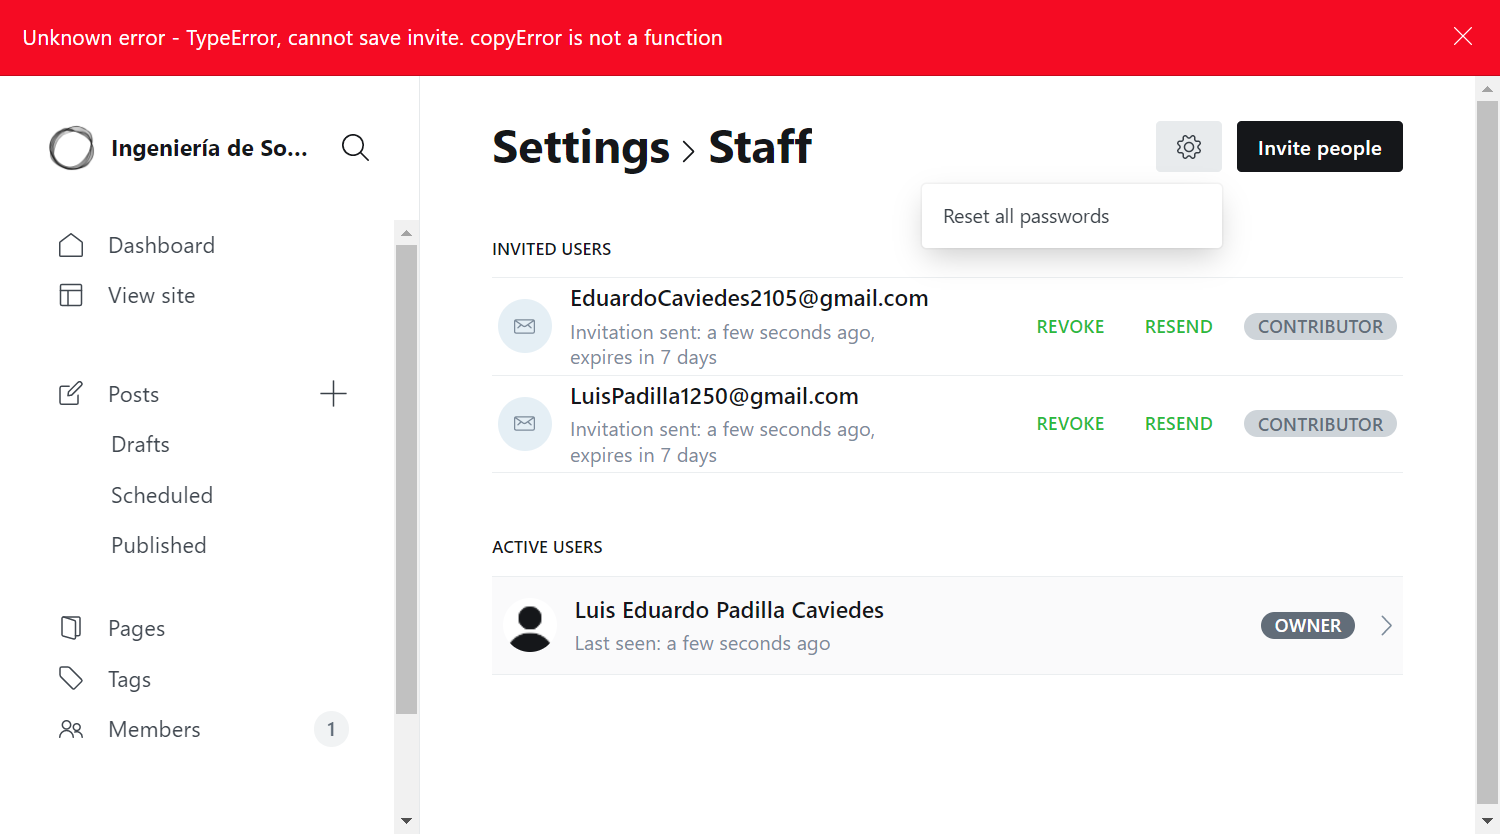 Unknown error - TypeError, cannot save invite. copyError is not a function
Ingeniería de So...
Dashboard
View site
Posts
Drafts
Scheduled
Published
Pages
Tags
Members
1
Settings > Staff
Invite people
Reset all passwords
INVITED USERS
EduardoCaviedes2105@gmail.com
Invitation sent: a few seconds ago,
expires in 7 days
REVOKE
RESEND
CONTRIBUTOR
LuisPadilla1250@gmail.com
Invitation sent: a few seconds ago,
expires in 7 days
REVOKE
RESEND
CONTRIBUTOR
ACTIVE USERS
Luis Eduardo Padilla Caviedes
Last seen: a few seconds ago
OWNER